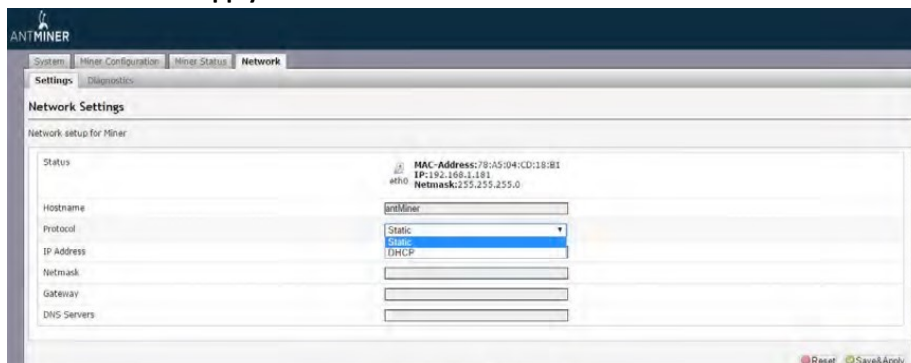 ANTMINER
System Miner Configuration Miner Status Network
Settings Diagnostics
Network Settings
Network setup for Miner
Status
eth0
MAC-Address:78:A5:04:CD:18:B1
IP:192.168.1.181
Netmask:255.255.255.0
Hostname antMiner
Protocol Static
Static
DHCP
IP Address
Netmask
Gateway
DNS Servers
Reset Save&Apply